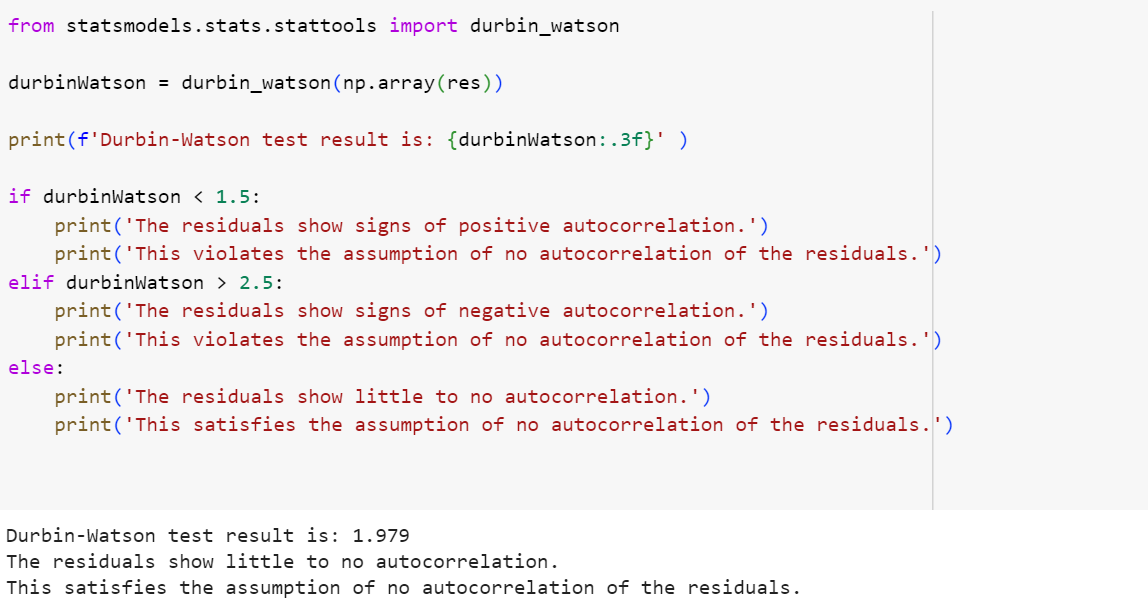 from statsmodels.stats.stattools import durbin_watson
durbinWatson = durbin_watson(np.array(res))
print(f'Durbin-Watson test result is: {durbinWatson:.3f}' )
if durbinWatson < 1.5:
    print('The residuals show signs of positive autocorrelation.')
    print('This violates the assumption of no autocorrelation of the residuals.')
elif durbinWatson > 2.5:
    print('The residuals show signs of negative autocorrelation.')
    print('This violates the assumption of no autocorrelation of the residuals.')
else:
    print('The residuals show little to no autocorrelation.')
    print('This satisfies the assumption of no autocorrelation of the residuals.')
Durbin-Watson test result is: 1.979
The residuals show little to no autocorrelation.
This satisfies the assumption of no autocorrelation of the residuals.